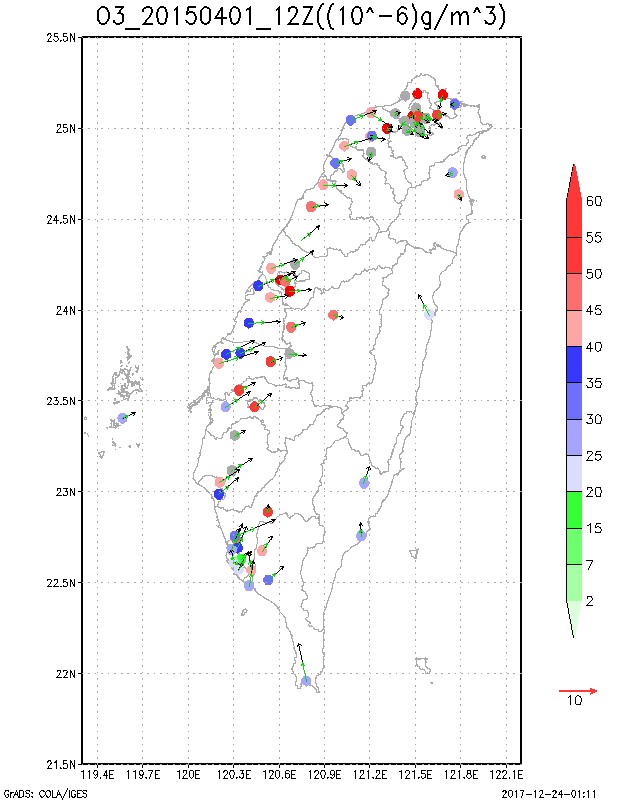 O3_20150401_12Z((10^-6)g/m^3)
25.5N
25N
24.5N
24N
23.5N
23N
22.5N
22N
21.5N
119.4E 119.7E 120E 120.3E 120.6E 120.9E 121.2E 121.5E 121.8E 122.1E
60
55
50
45
40
35
30
25
20
15
7
2
10
GrADS: COLA/IGES
2017-12-24-01:11